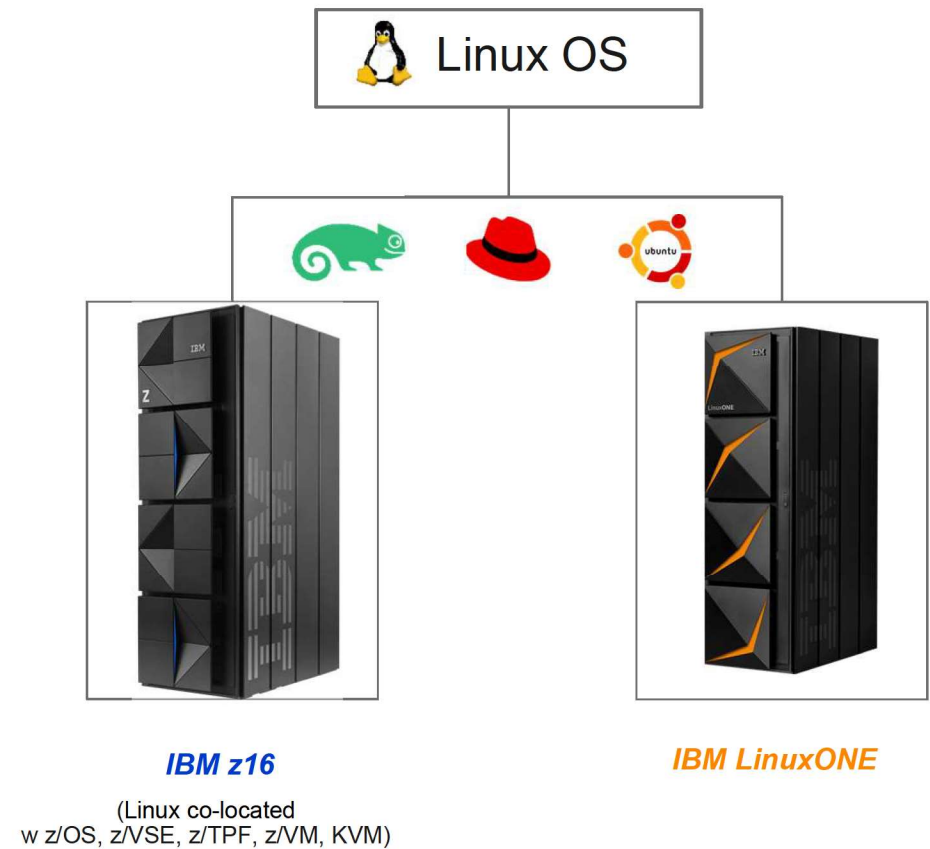 Linux OS
ubuntu
IBM
Z
IBM
IBM
LinuxONE
IBM
IBM z16
IBM LinuxONE
(Linux co-located
w z/OS, z/VSE, z/TPF, z/VM, KVM)